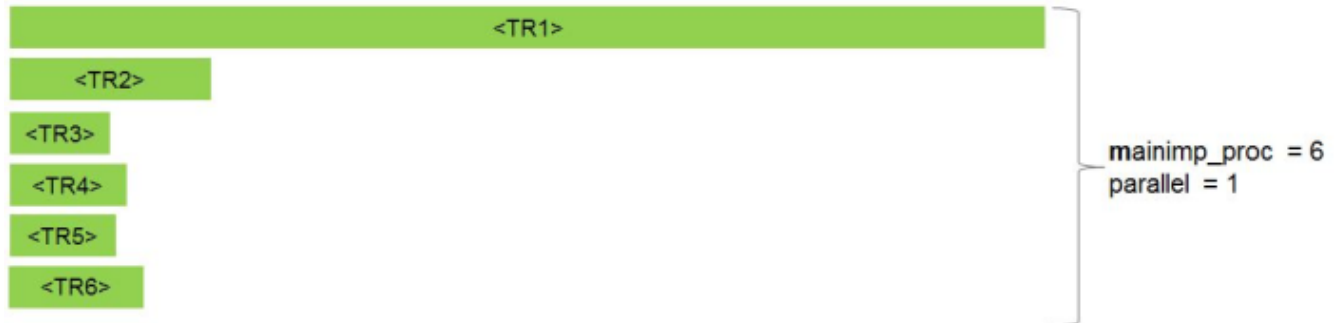 <TR1>
<TR2>
<TR3>
<TR4>
<TR5>
<TR6>
mainimp_proc = 6
parallel = 1